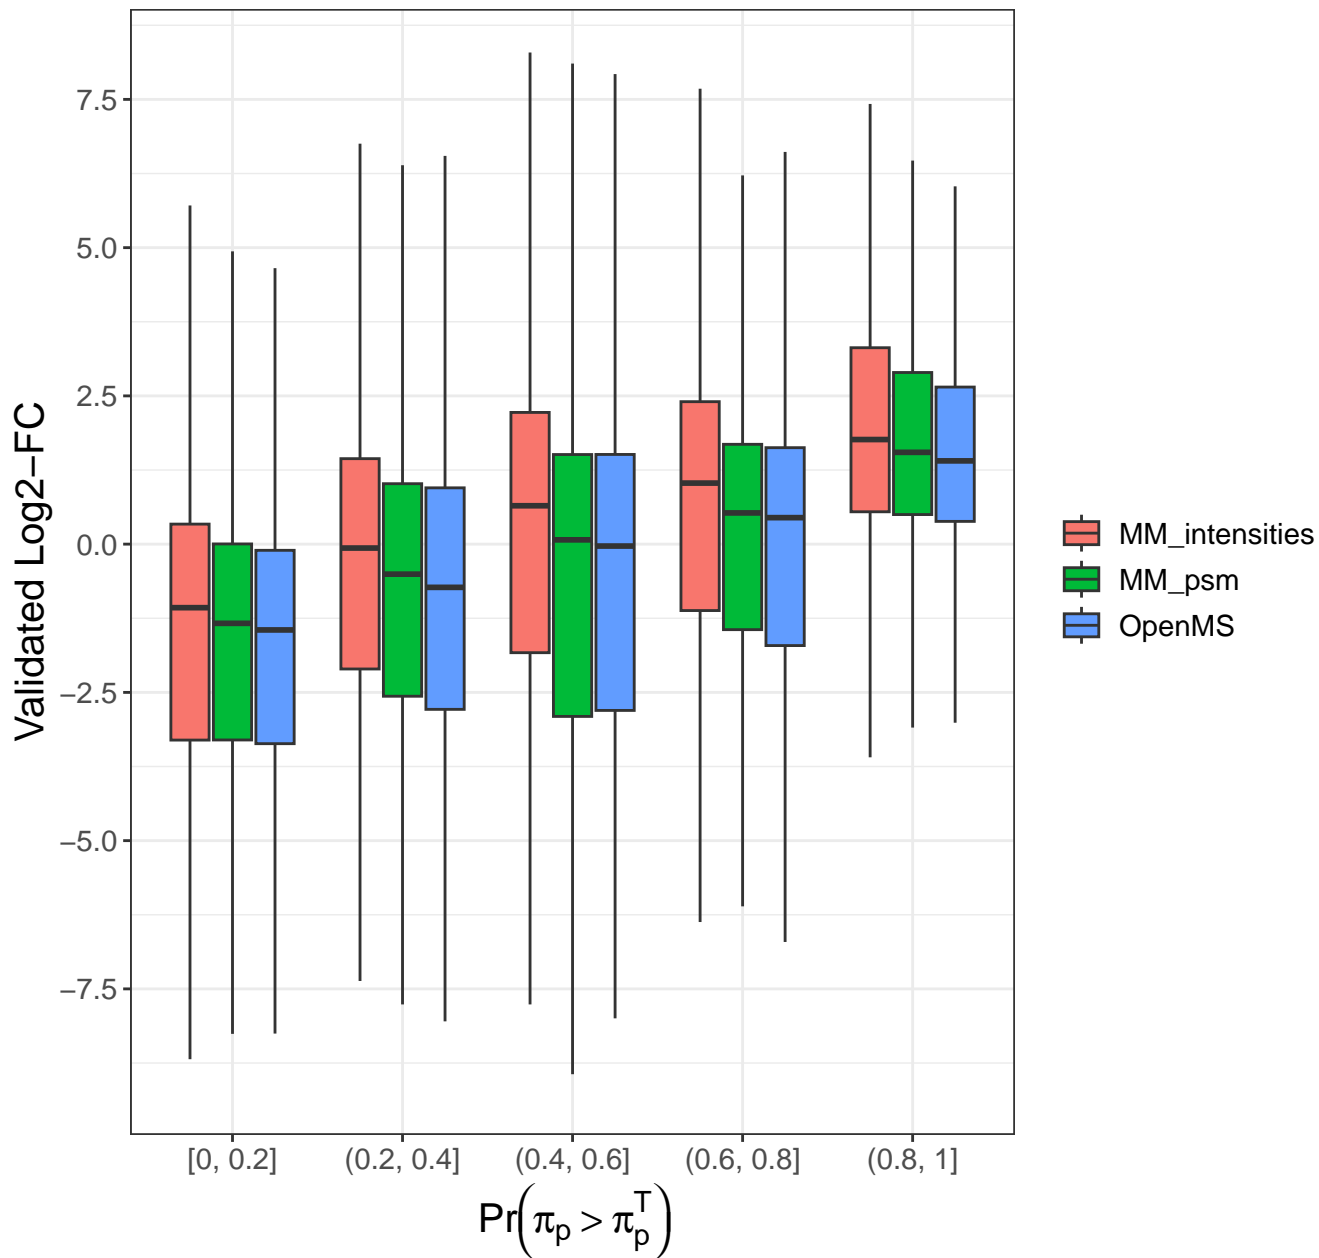 Validated Log2−FC
7.5
5.0
2.5
0.0
−2.5
−5.0
−7.5
[0, 0.2]
(0.2, 0.4]
(0.4, 0.6]
(0.6, 0.8]
(0.8, 1]
Pr(π_p > π_p^T)
MM_intensities
MM_psm
OpenMS